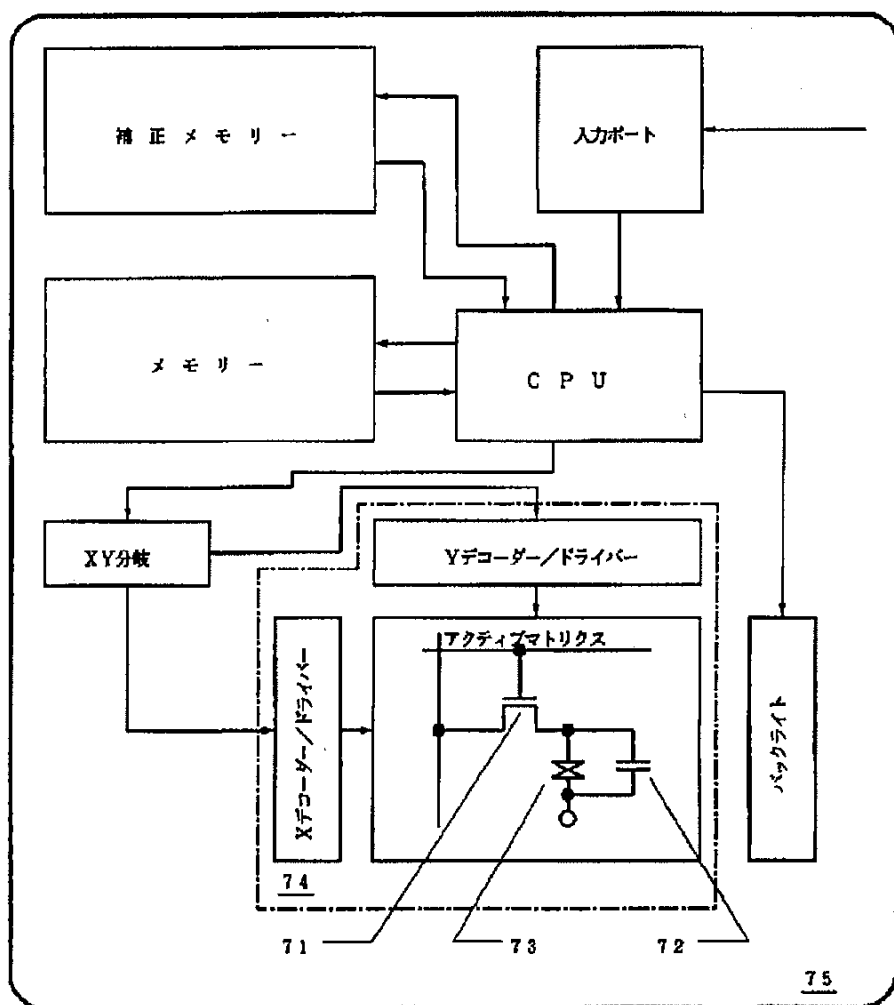 補正メモリー
入力ポート
メモリー
CPU
XY分岐
Yデコーダー/ドライバー
アクティブマトリクス
Xデコーダー/ドライバー
バックライト
74
71
73
72
75